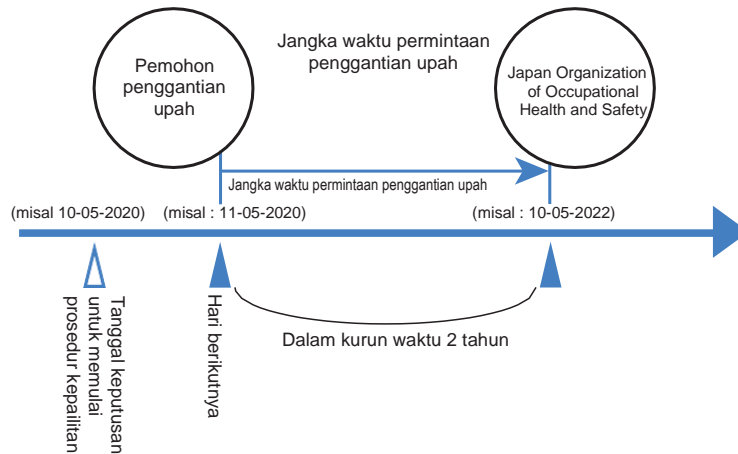 Pemohon
penggantian
upah
Jangka waktu permintaan
penggantian upah
Japan Organization
of Occupational
Health and Safety
Jangka waktu permintaan penggantian upah
(misal 10-05-2020)
(misal : 11-05-2020)
(misal : 10-05-2022)
Tanggal keputusan
untuk memulai
prosedur kepailitan
Hari berikutnya
Dalam kurun waktu 2 tahun